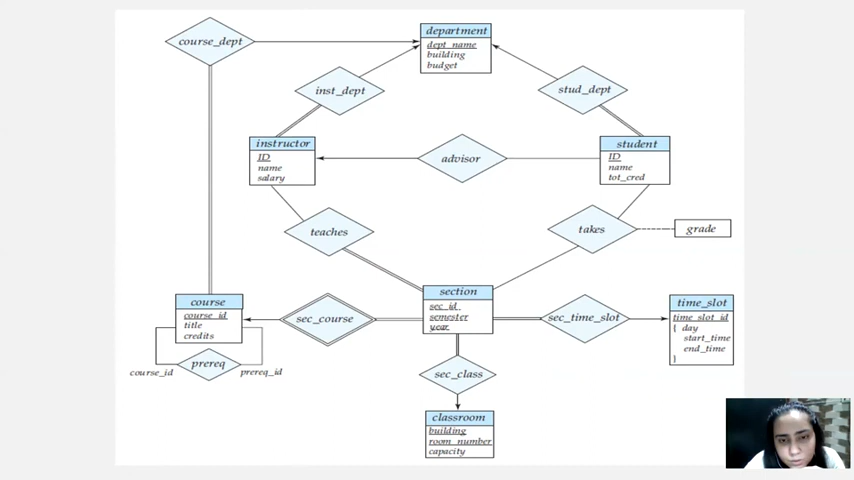 course_dept
department
dept_name
building
budget
inst_dept
stud_dept
instructor
ID
name
salary
advisor
student
ID
name
tot_cred
teaches
takes
grade
course
course_id
title
credits
sec_course
section
sec_id
semester
year
sec_time_slot
time_slot
time_slot_id
{ day
start_time
end_time
}
prereq
course_id
prereq_id
sec_class
classroom
building
room_number
capacity